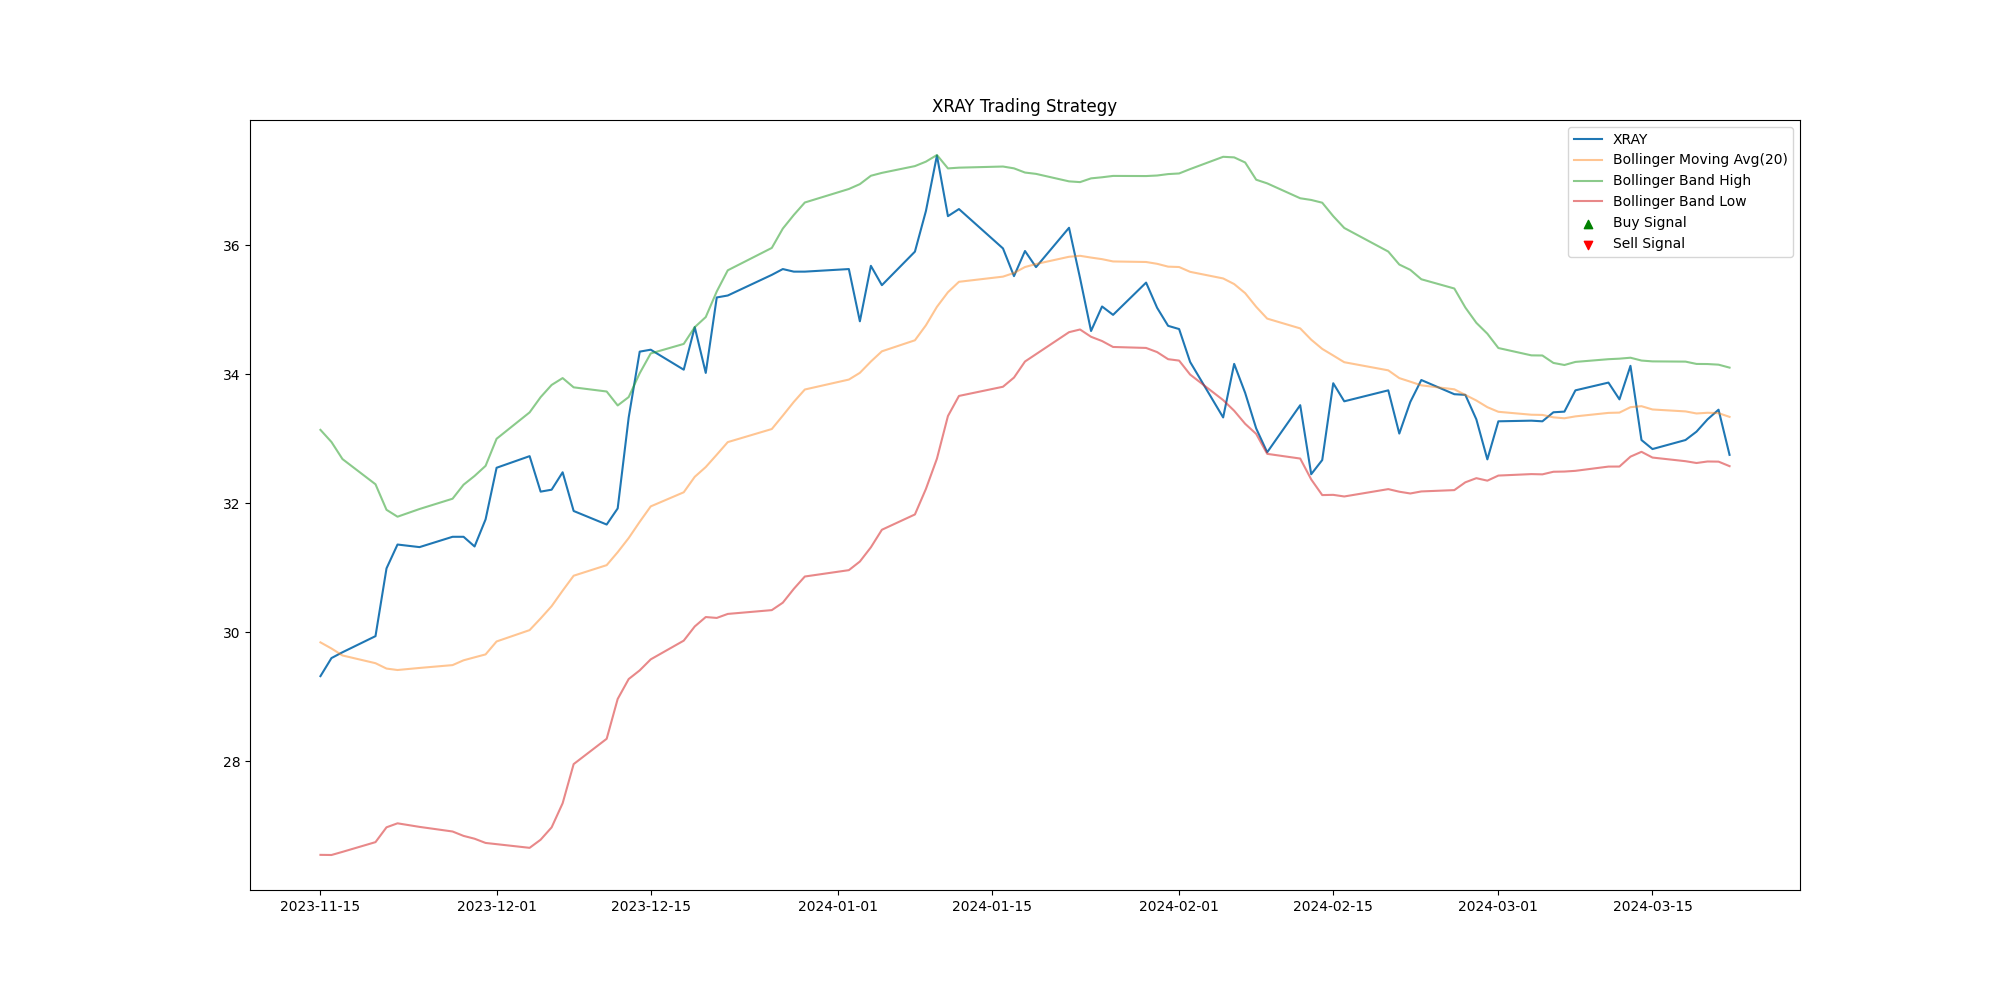 XRAY Trading Strategy
XRAY
Bollinger Moving Avg(20)
Bollinger Band High
Bollinger Band Low
Buy Signal
Sell Signal
36
34
32
30
28
2023-11-15 2023-12-01 2023-12-15 2024-01-01 2024-01-15 2024-02-01 2024-02-15 2024-03-01 2024-03-15